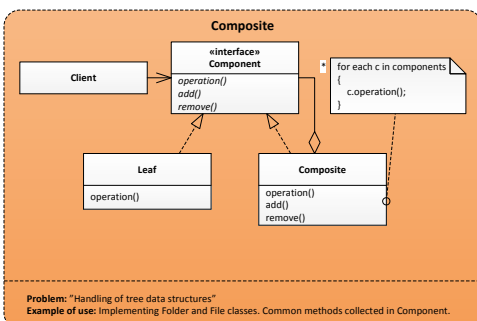 Composite
«interface»
Component
operation()
add()
remove()
Client
*
for each c in components
{
c.operation();
}
Leaf
operation()
Composite
operation()
add()
remove()
Problem: "Handling of tree data structures"
Example of use: Implementing Folder and File classes. Common methods collected in Component.